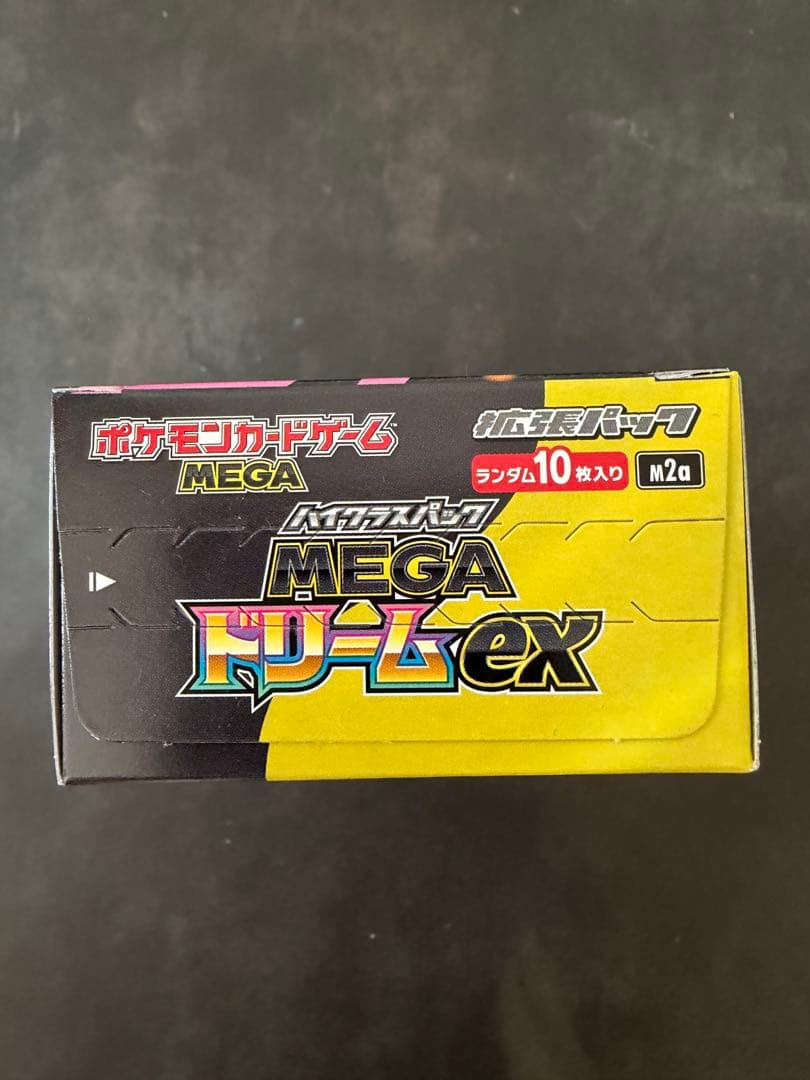 ポケモンカードゲーム™
MEGA
拡張パック
ランダム10枚入り
M2a
ハイクラスパック
MEGA
ドリームex